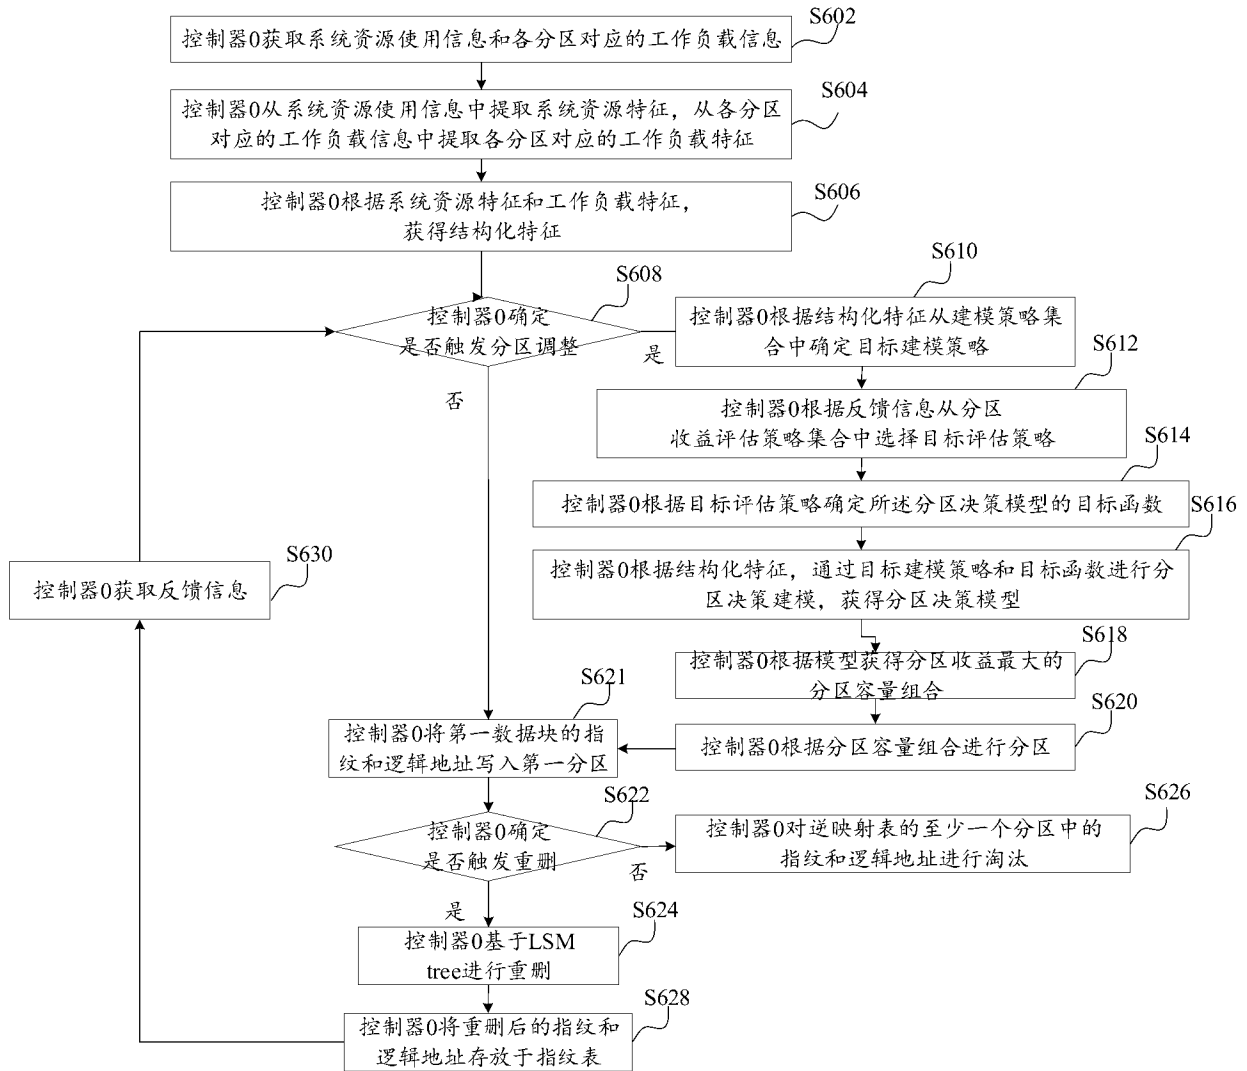 S602
控制器0获取系统资源使用信息和各分区对应的工作负载信息
S604
控制器0从系统资源使用信息中提取系统资源特征，从各分区
对应的工作负载信息中提取各分区对应的工作负载特征
S606
控制器0根据系统资源特征和工作负载特征，
获得结构化特征
S608
控制器0确定
是否触发分区调整
是
否
S610
控制器0根据结构化特征从建模策略集
合中确定目标建模策略
S612
控制器0根据反馈信息从分区
收益评估策略集合中选择目标评估策略
S614
控制器0根据目标评估策略确定所述分区决策模型的目标函数
S616
控制器0根据结构化特征，通过目标建模策略和目标函数进行分
区决策建模，获得分区决策模型
S618
控制器0根据模型获得分区收益最大的
分区容量组合
S620
控制器0根据分区容量组合进行分区
S621
控制器0将第一数据块的指
纹和逻辑地址写入第一分区
S622
控制器0确定
是否触发重删
否
是
S626
控制器0对逆映射表的至少一个分区中的
指纹和逻辑地址进行淘汰
S624
控制器0基于LSM
tree进行重删
S628
控制器0将重删后的指纹和
逻辑地址存放于指纹表
S630
控制器0获取反馈信息